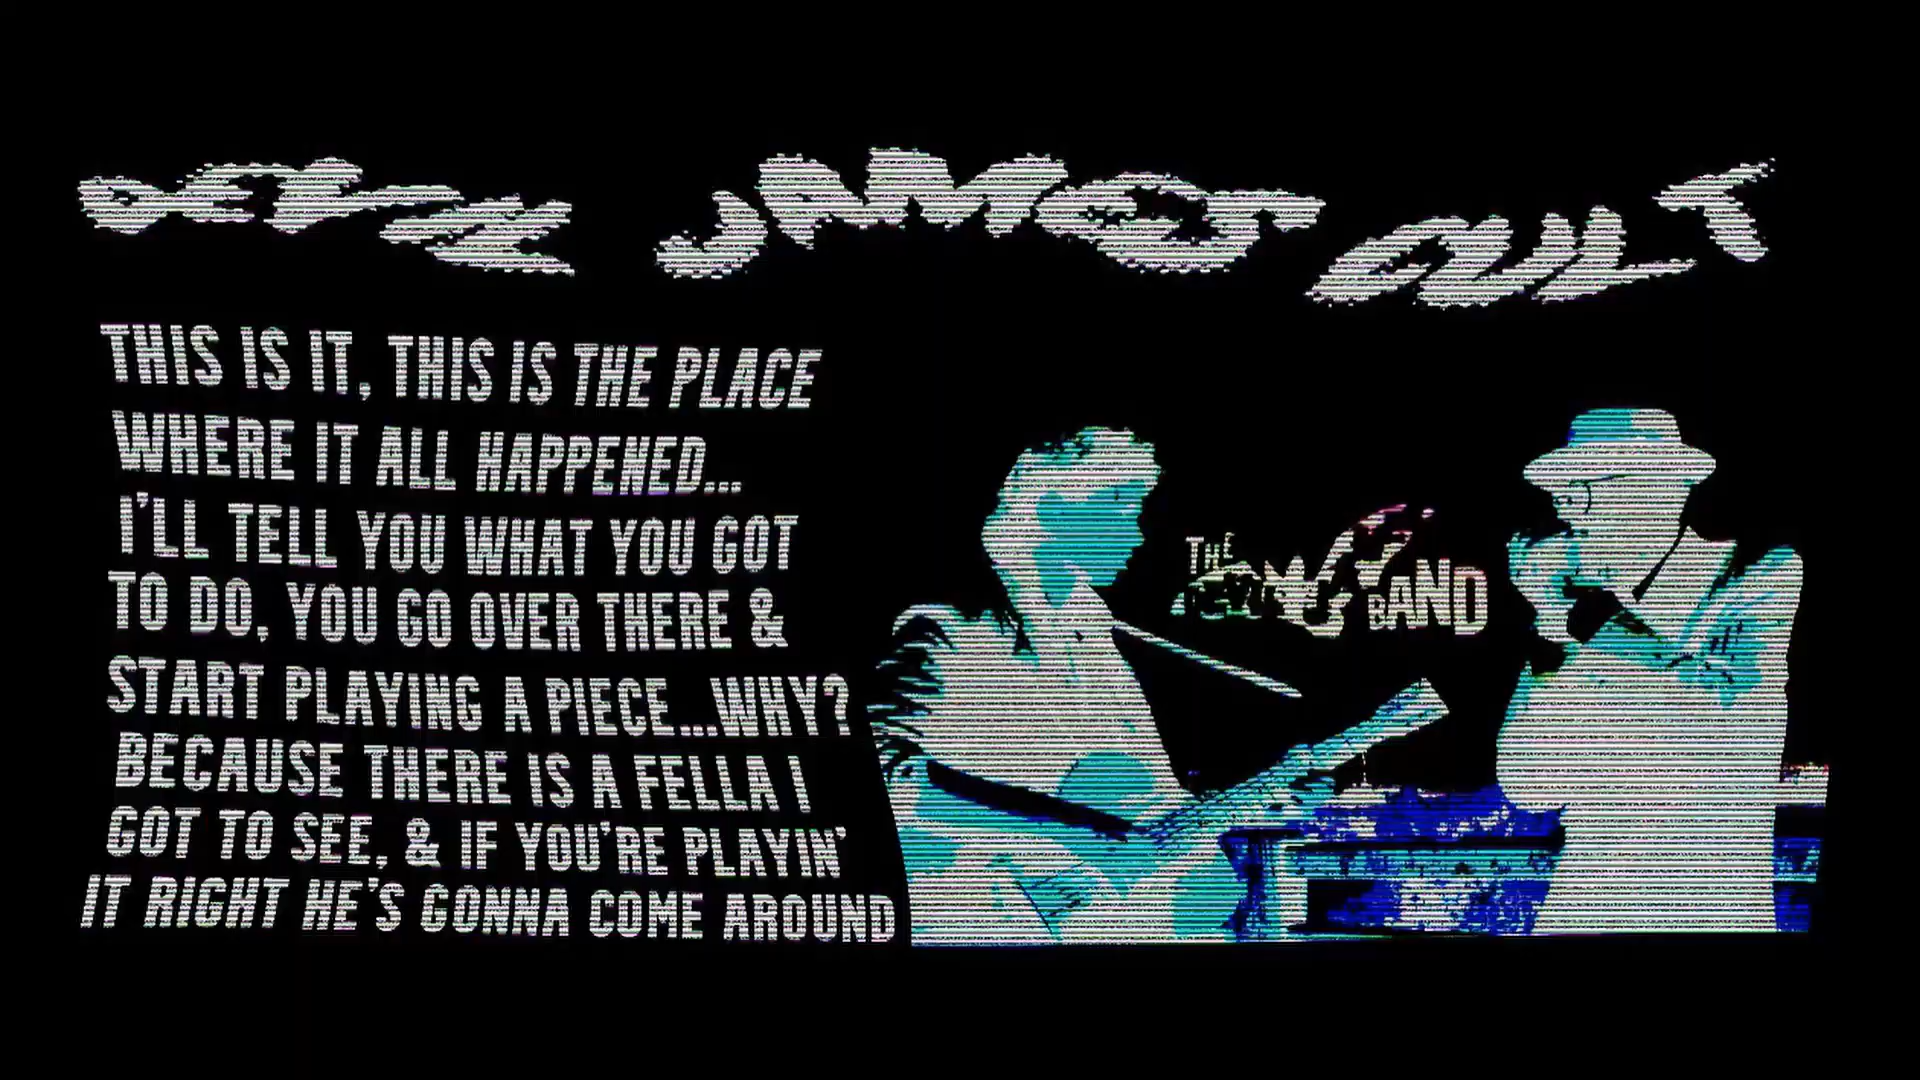 JAMES CULT
THIS IS IT, THIS IS THE PLACE
WHERE IT ALL HAPPENED...
I'LL TELL YOU WHAT YOU GOT
TO DO, YOU GO OVER THERE &
START PLAYING A PIECE...WHY?
BECAUSE THERE IS A FELLA I
GOT TO SEE, & IF YOU'RE PLAYIN'
IT RIGHT HE'S GONNA COME AROUND
THE
BAND